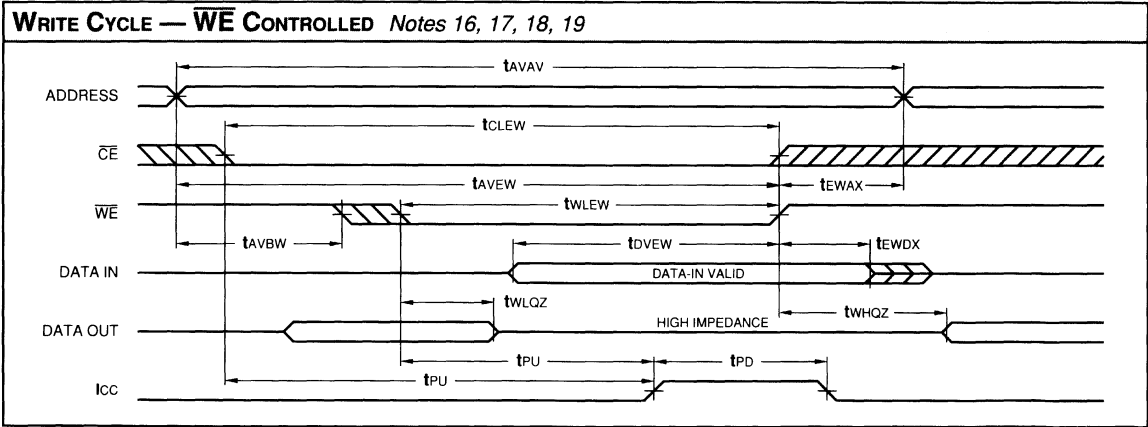 WRITE CYCLE — WE CONTROLLED Notes 16, 17, 18, 19
tAVAV
ADDRESS
tCLEW
CE
tAVEW
tEWAX
tWLEW
WE
tAVBW
tDVEW
tEWDX
DATA IN
DATA-IN VALID
tWLQZ
tWHQZ
DATA OUT
HIGH IMPEDANCE
tPU
tPD
tPU
ICC